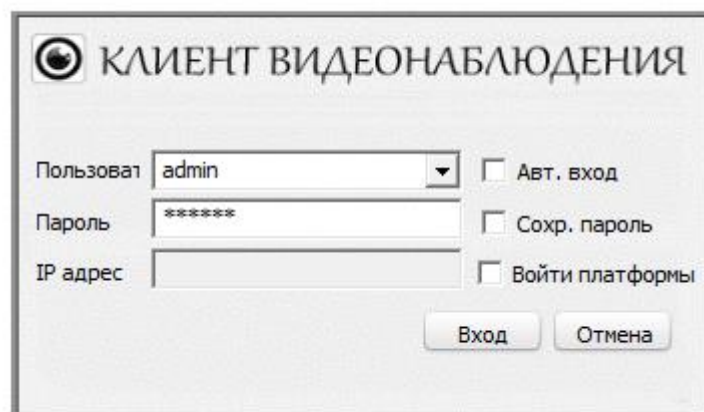 КЛИЕНТ ВИДЕОНАБЛЮДЕНИЯ
Пользоват admin Авт. вход
Пароль ****** Сохр. пароль
IP адрес Войти платформы
Вход Отмена